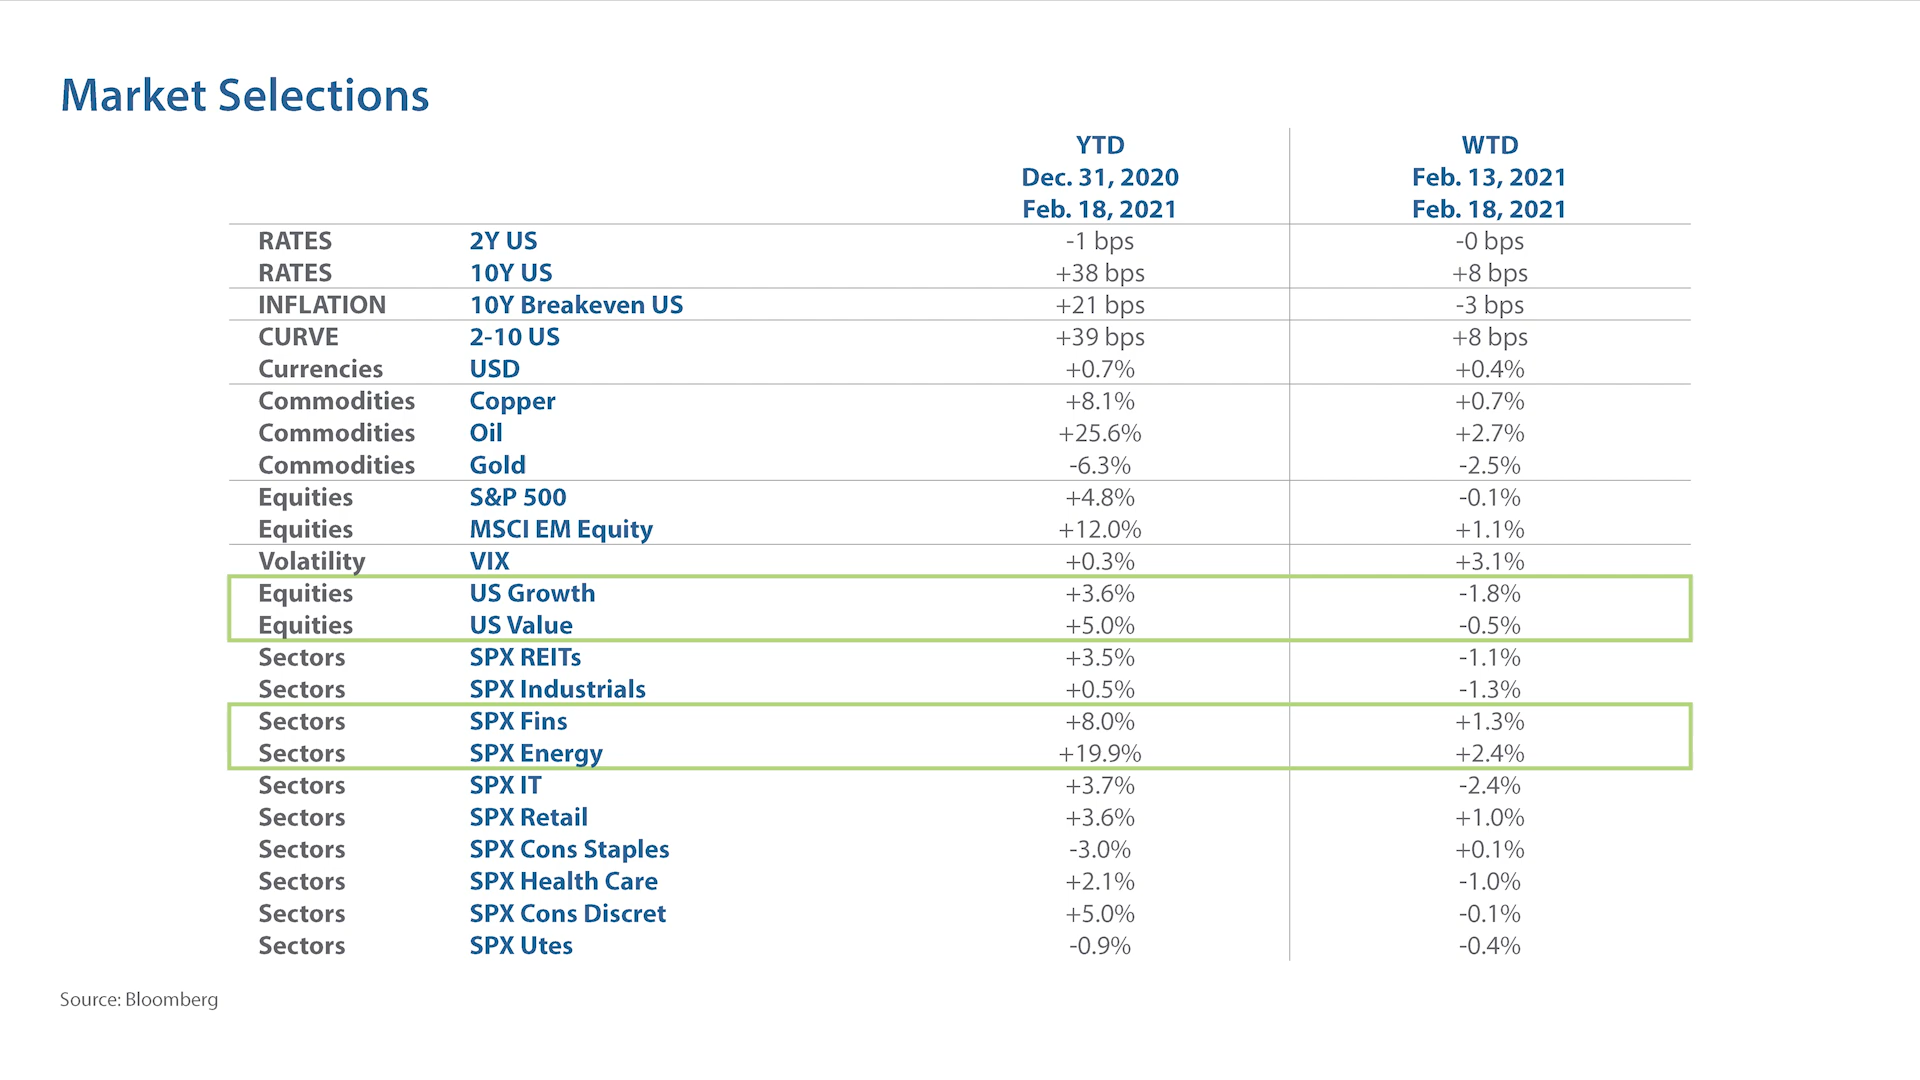 Market Selections
YTD WTD
Dec. 31, 2020 Feb. 13, 2021
Feb. 18, 2021 Feb. 18, 2021
RATES 2Y US -1 bps -0 bps
RATES 10Y US +38 bps +8 bps
INFLATION 10Y Breakeven US +21 bps -3 bps
CURVE 2-10 US +39 bps +8 bps
Currencies USD +0.7% +0.4%
Commodities Copper +8.1% +0.7%
Commodities Oil +25.6% +2.7%
Commodities Gold -6.3% -2.5%
Equities S&P 500 +4.8% -0.1%
Equities MSCI EM Equity +12.0% +1.1%
Volatility VIX +0.3% +3.1%
Equities US Growth +3.6% -1.8%
Equities US Value +5.0% -0.5%
Sectors SPX REITs +3.5% -1.1%
Sectors SPX Industrials +0.5% -1.3%
Sectors SPX Fins +8.0% +1.3%
Sectors SPX Energy +19.9% +2.4%
Sectors SPX IT +3.7% -2.4%
Sectors SPX Retail +3.6% +1.0%
Sectors SPX Cons Staples -3.0% +0.1%
Sectors SPX Health Care +2.1% -1.0%
Sectors SPX Cons Discret +5.0% -0.1%
Sectors SPX Utes -0.9% -0.4%
Source: Bloomberg